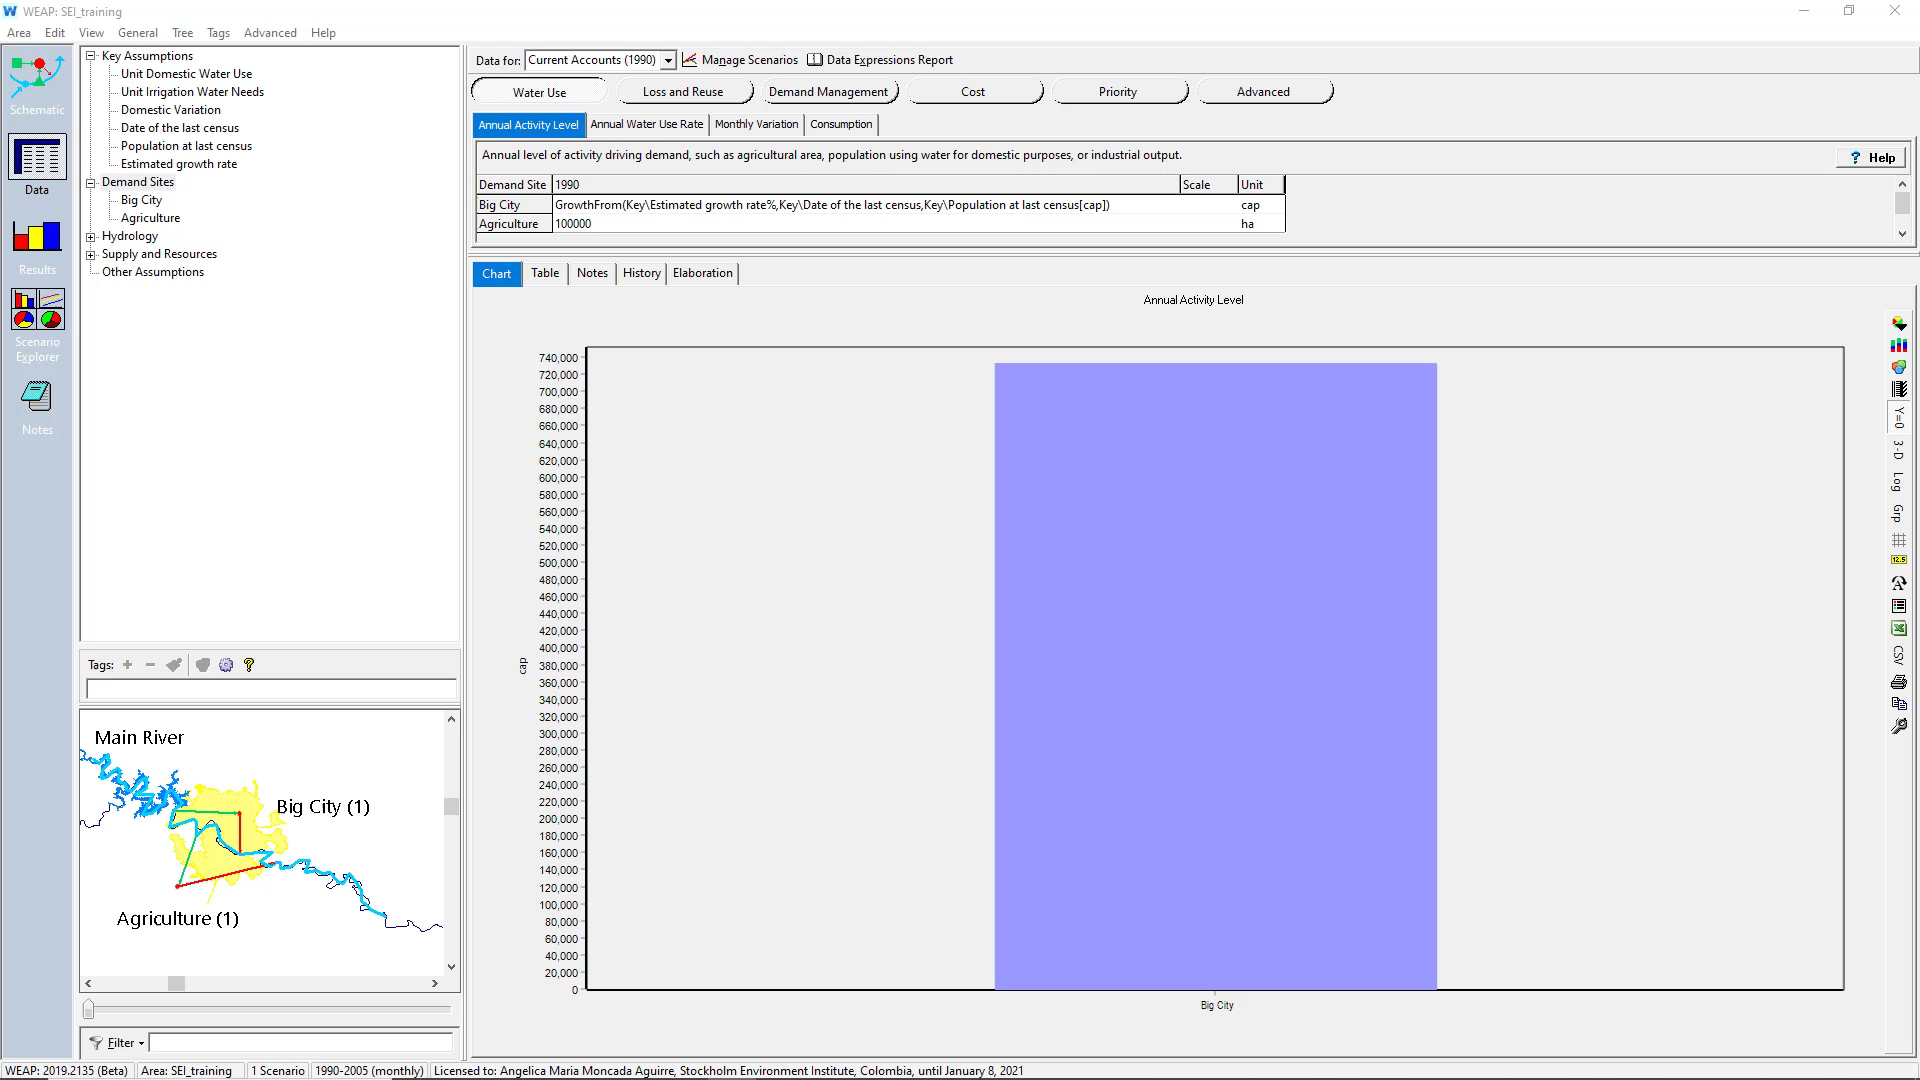 WEAP: SEI_training
Area Edit View General Tree Tags Advanced Help
Schematic
Data
Results
Scenario
Explorer
Notes
Key Assumptions
Unit Domestic Water Use
Unit Irrigation Water Needs
Domestic Variation
Date of the last census
Population at last census
Estimated growth rate
Demand Sites
Big City
Agriculture
Hydrology
Supply and Resources
Other Assumptions
Tags:
Main River
Big City (1)
Agriculture (1)
Filter
Data for: Current Accounts (1990) Manage Scenarios Data Expressions Report
Water Use Loss and Reuse Demand Management Cost Priority Advanced
Annual Activity Level Annual Water Use Rate Monthly Variation Consumption
Annual level of activity driving demand, such as agricultural area, population using water for domestic purposes, or industrial output.
? Help
Demand Site 1990 Scale Unit
Big City GrowthFrom(Key\Estimated growth rate%,Key\Date of the last census,Key\Population at last census[cap]) cap
Agriculture 100000 ha
Chart Table Notes History Elaboration
Annual Activity Level
740,000
720,000
700,000
680,000
660,000
640,000
620,000
600,000
580,000
560,000
540,000
520,000
500,000
480,000
460,000
440,000
420,000
400,000
380,000
360,000
340,000
320,000
300,000
280,000
260,000
240,000
220,000
200,000
180,000
160,000
140,000
120,000
100,000
80,000
60,000
40,000
20,000
0
cap
Big City
Y=0
3-D
Log
Grp
12.5
CSV
WEAP: 2019.2135 (Beta) Area: SEI_training 1 Scenario 1990-2005 (monthly) Licensed to: Angelica Maria Moncada Aguirre, Stockholm Environment Institute, Colombia, until January 8, 2021